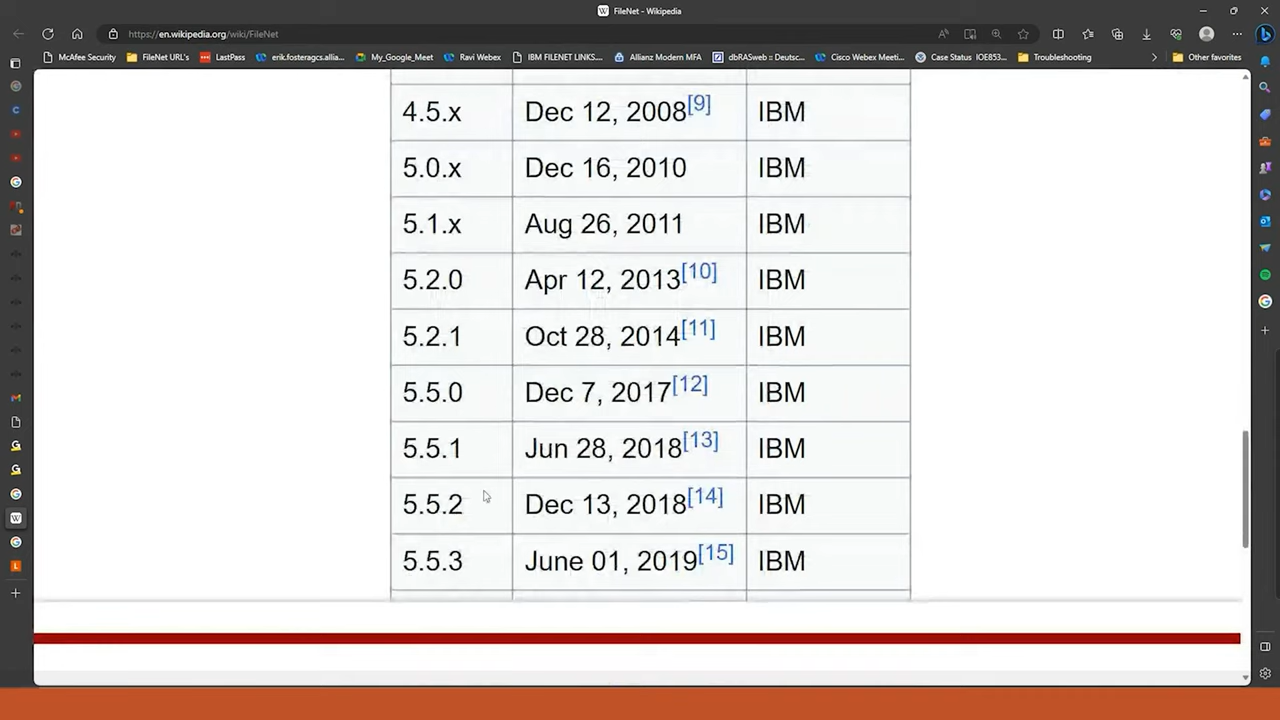 FileNet - Wikipedia
https://en.wikipedia.org/wiki/FileNet
McAfee Security FileNet URL's LastPass erik.fosteragcs.allia... My_Google_Meet Ravi Webex IBM FILENET LINKS.... Allianz Modern MFA dbRASweb :: Deutsc... Cisco Webex Meeti... Case Status IOE853... Troubleshooting Other favorites
4.5.x Dec 12, 2008[9] IBM
5.0.x Dec 16, 2010 IBM
5.1.x Aug 26, 2011 IBM
5.2.0 Apr 12, 2013[10] IBM
5.2.1 Oct 28, 2014[11] IBM
5.5.0 Dec 7, 2017[12] IBM
5.5.1 Jun 28, 2018[13] IBM
5.5.2 Dec 13, 2018[14] IBM
5.5.3 June 01, 2019[15] IBM